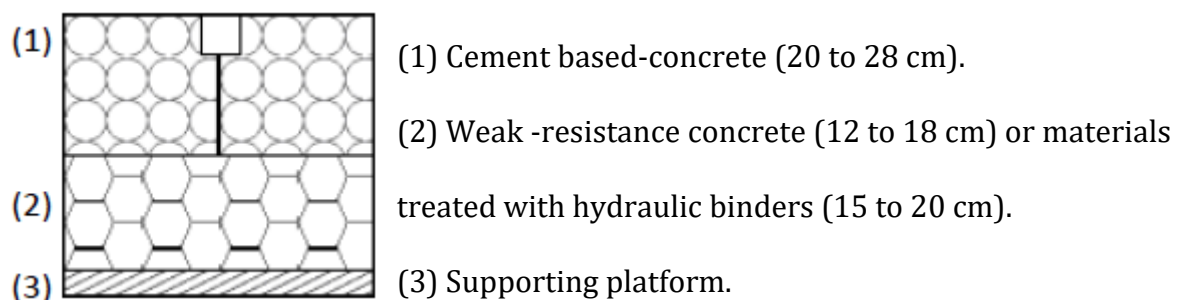 (1)
(1) Cement based-concrete (20 to 28 cm).
(2) Weak -resistance concrete (12 to 18 cm) or materials
(2)
treated with hydraulic binders (15 to 20 cm).
(3)
(3) Supporting platform.